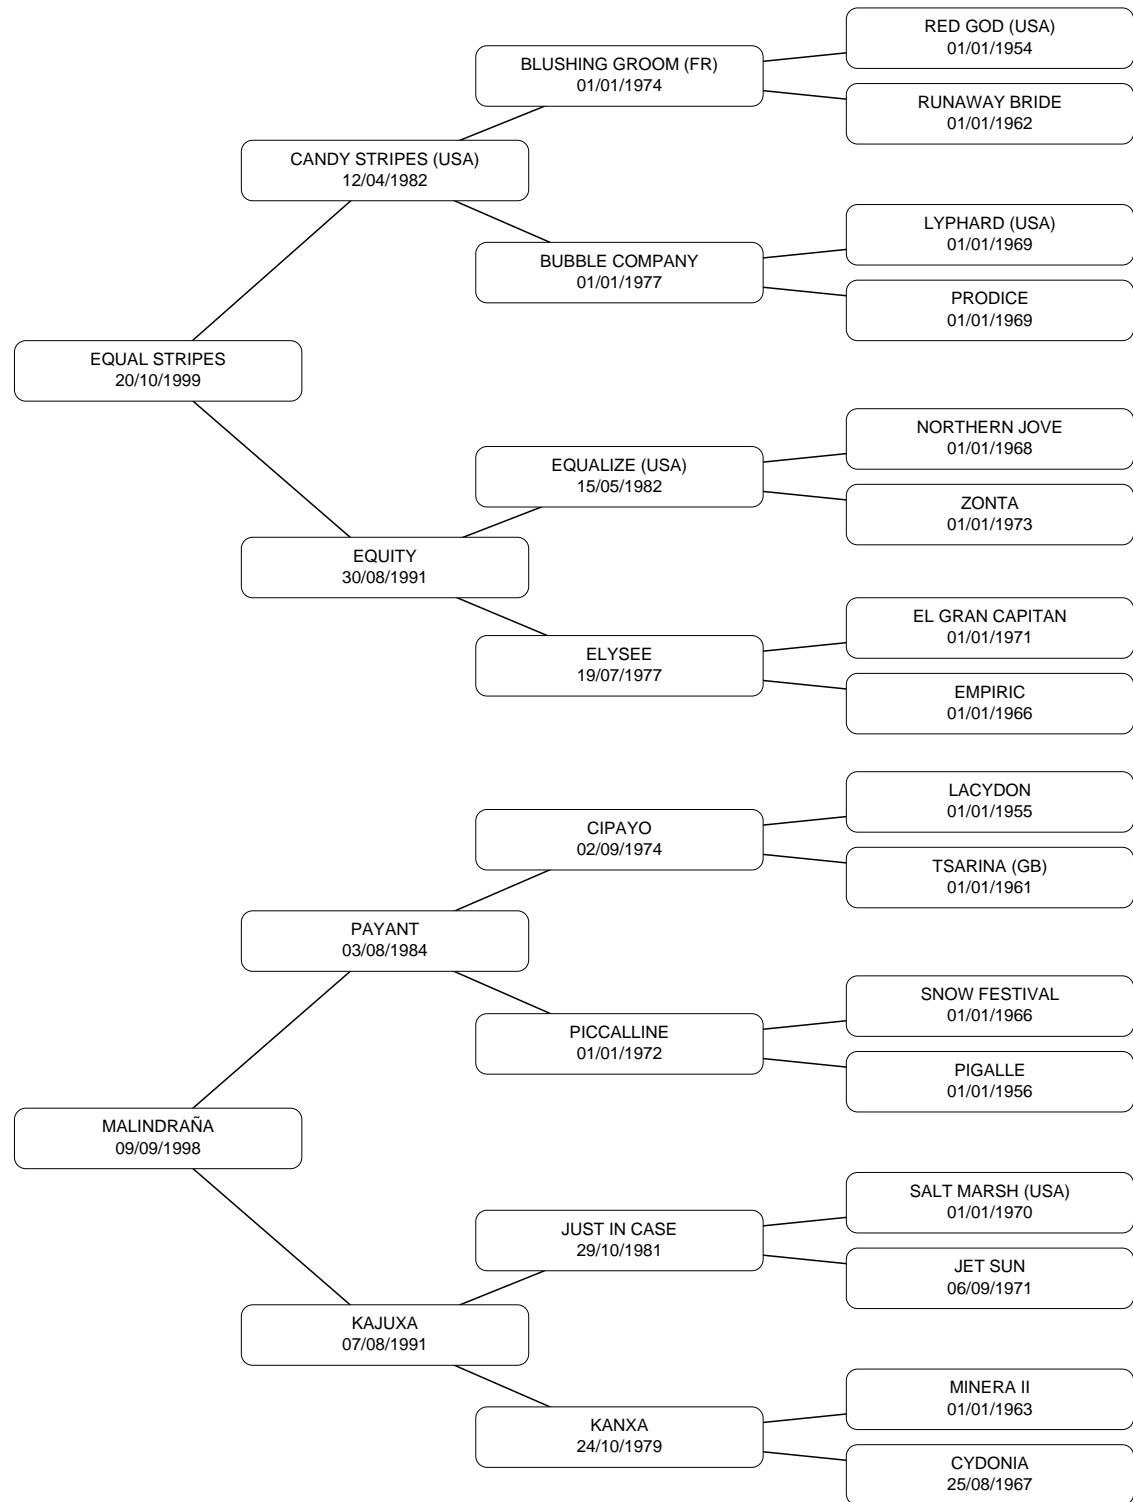 RED GOD (USA)
01/01/1954
BLUSHING GROOM (FR)
01/01/1974
RUNAWAY BRIDE
01/01/1962
CANDY STRIPES (USA)
12/04/1982
LYPHARD (USA)
01/01/1969
BUBBLE COMPANY
01/01/1977
PRODICE
01/01/1969
EQUAL STRIPES
20/10/1999
NORTHERN JOVE
01/01/1968
EQUALIZE (USA)
15/05/1982
ZONTA
01/01/1973
EQUITY
30/08/1991
EL GRAN CAPITAN
01/01/1971
ELYSEE
19/07/1977
EMPIRIC
01/01/1966
LACYDON
01/01/1955
CIPAYO
02/09/1974
TSARINA (GB)
01/01/1961
PAYANT
03/08/1984
SNOW FESTIVAL
01/01/1966
PICCALLINE
01/01/1972
PIGALLE
01/01/1956
MALINDRAÑA
09/09/1998
SALT MARSH (USA)
01/01/1970
JUST IN CASE
29/10/1981
JET SUN
06/09/1971
KAJUXA
07/08/1991
MINERA II
01/01/1963
KANXA
24/10/1979
CYDONIA
25/08/1967